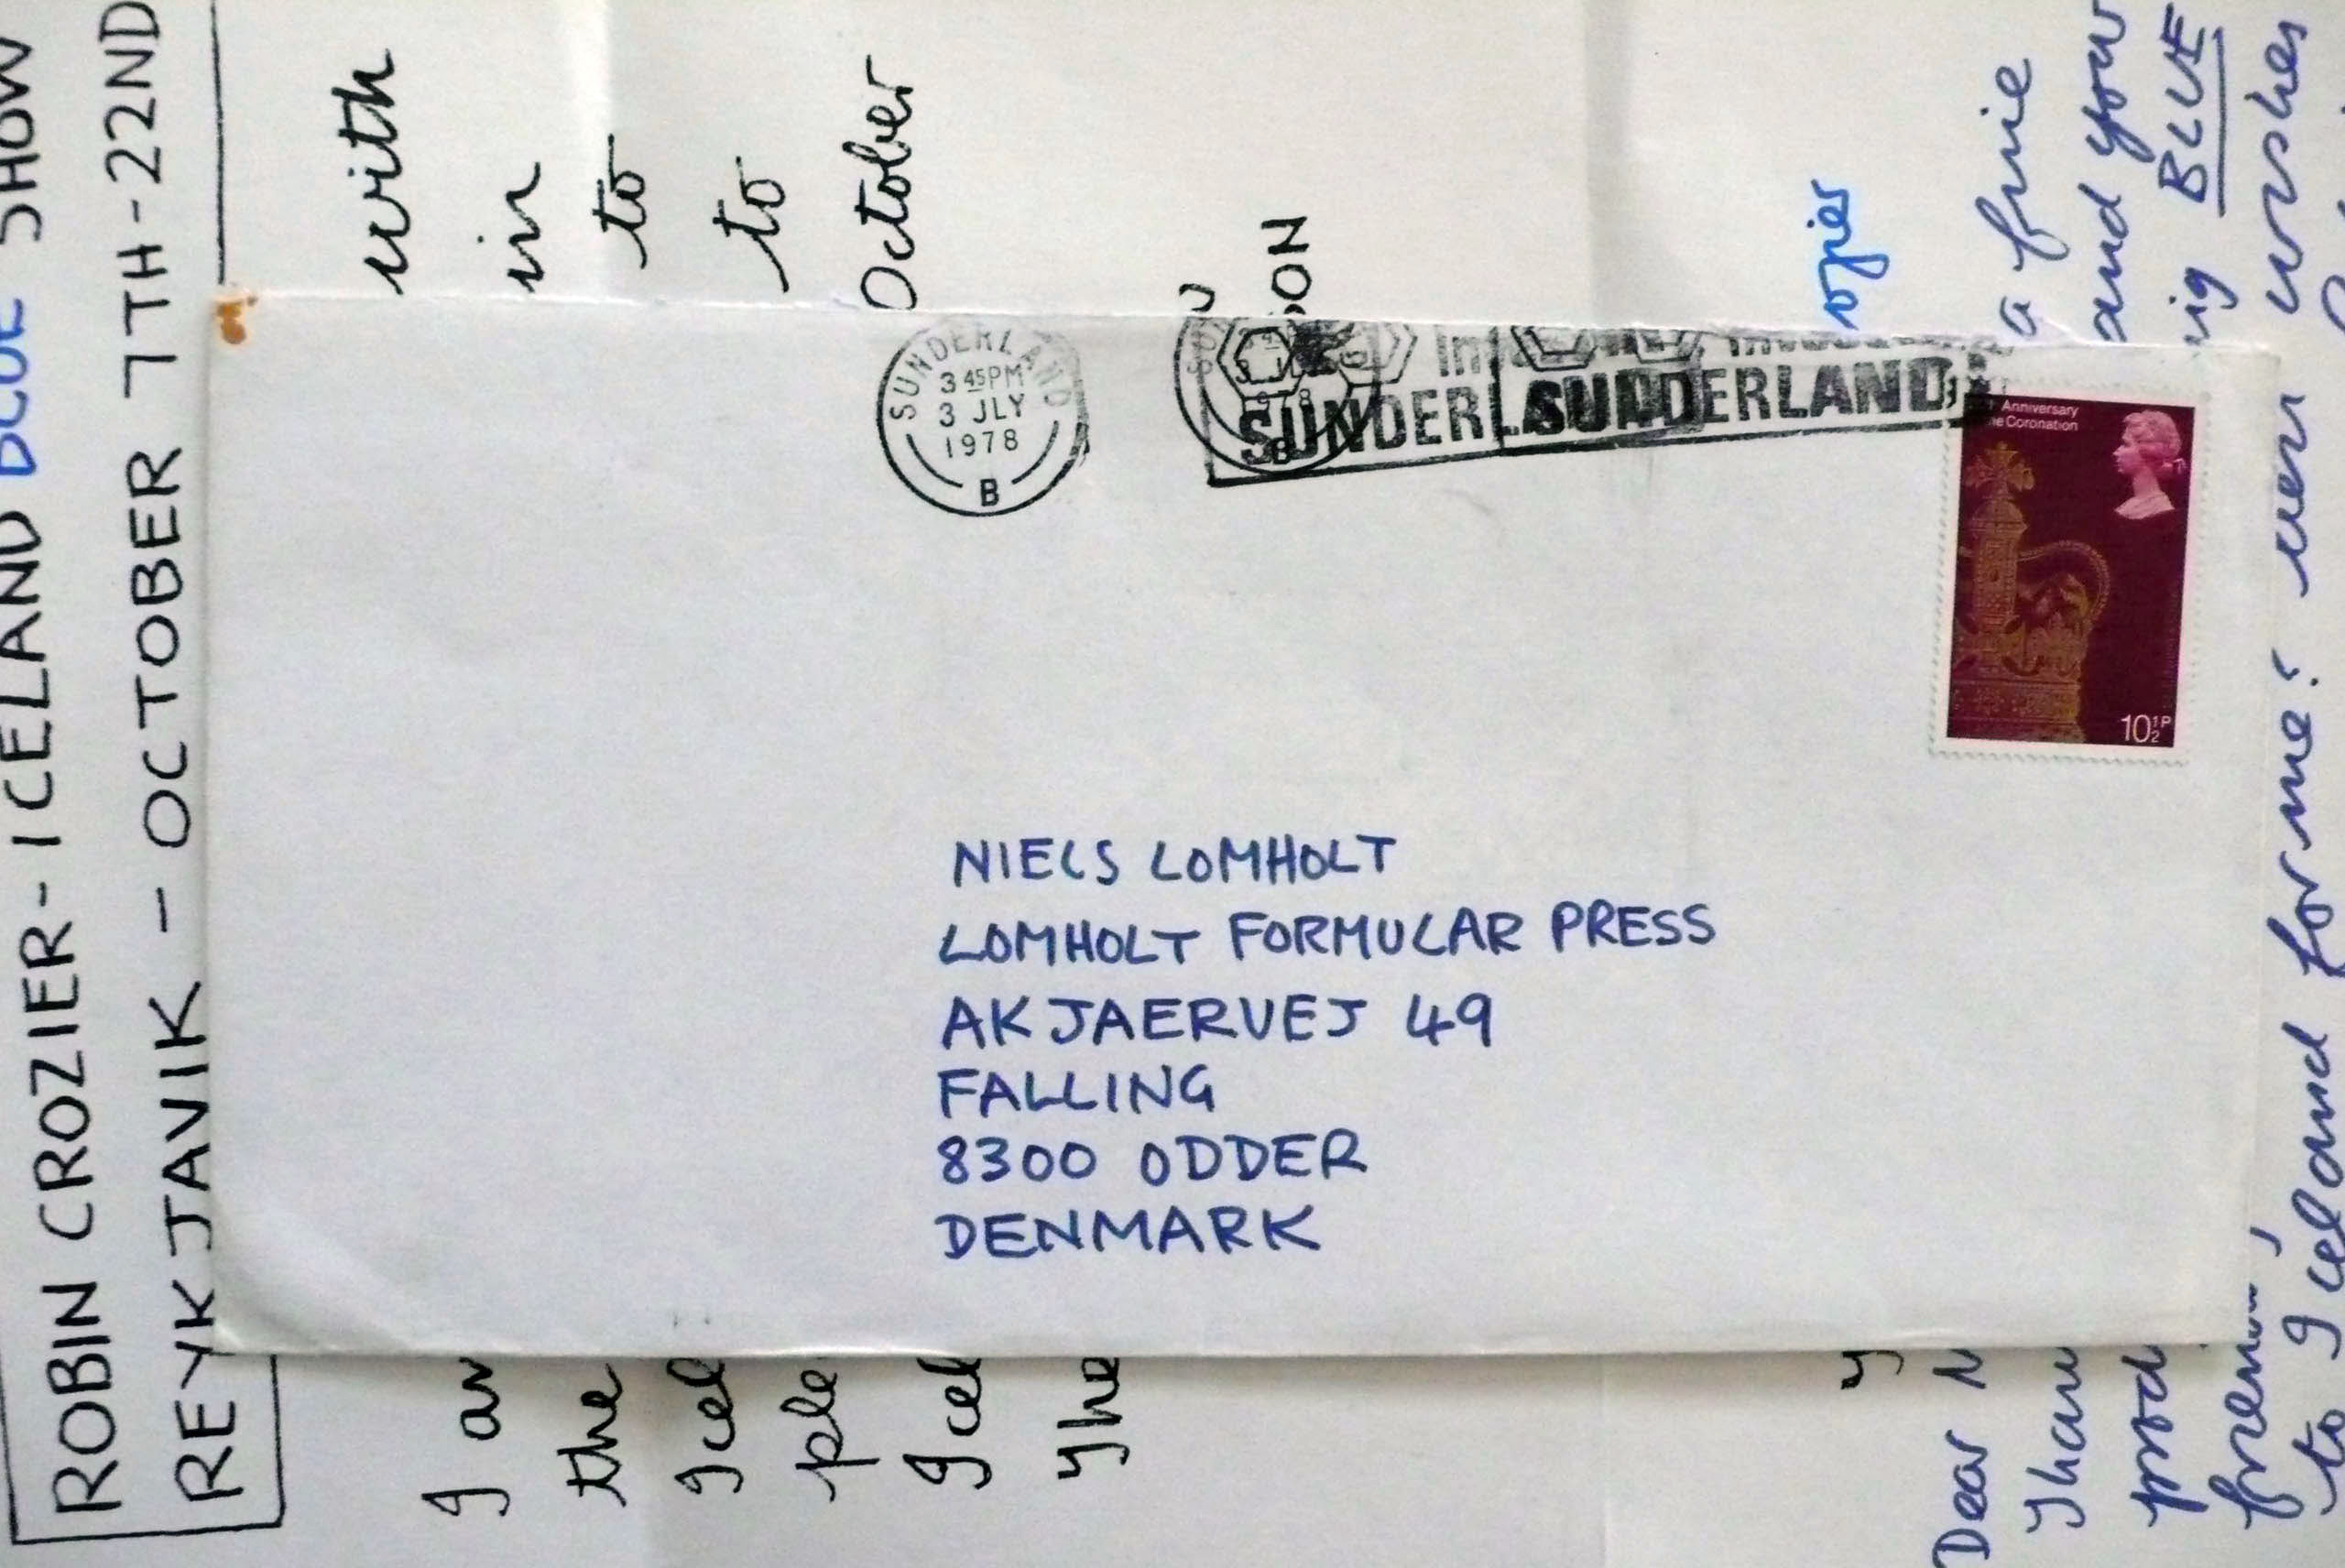 SUNDERLAND
3 45PM
3 JLY
1978
B
SUNDERLAND
Anniversary
Coronation
10½P
NIELS LOMHOLT
LOMHOLT FORMULAR PRESS
AKJAERVEJ 49
FALLING
8300 ODDER
DENMARK
ROBIN CROZIER - ICELAND BLUE SHOW
REYKJAVIK - OCTOBER 7TH - 22ND
with
the in
to
to
October
The
Dear
a fine
and your
BLUE
wishes
to Iceland for me?